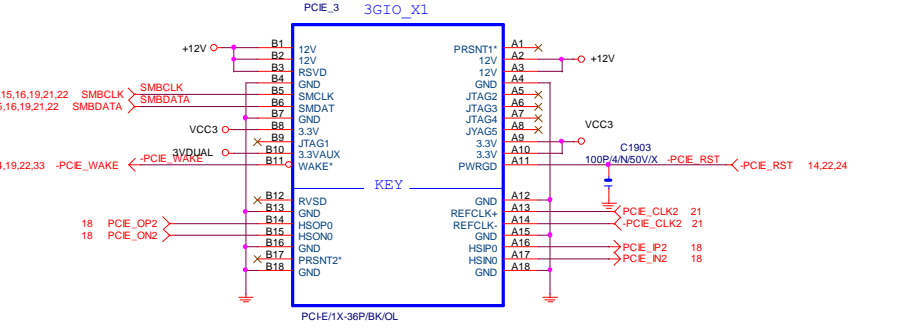 PCIE_3 3GIO_X1
+12V B1 12V PRSNT1* A1
B2 12V 12V A2 +12V
B3 RSVD 12V A3
B4 GND GND A4
15,16,19,21,22 SMBCLK SMBCLK B5 SMCLK JTAG2 A5
5,16,19,21,22 SMBDATA SMBDATA B6 SMDAT JTAG3 A6
B7 GND JTAG4 A7
VCC3 B8 3.3V JYAG5 A8 VCC3
B9 JTAG1 3.3V A9
3VDUAL B10 3.3VAUX 3.3V A10 C1903
100P/4/N/50V/X
4,19,22,33 -PCIE_WAKE -PCIE_WAKE B11 WAKE* PWRGD A11 -PCIE_RST -PCIE_RST 14,22,24
KEY
B12 RVSD GND A12
B13 GND REFCLK+ A13 PCIE_CLK2 21
18 PCIE_OP2 B14 HSOP0 REFCLK- A14 -PCIE_CLK2 21
18 PCIE_ON2 B15 HSON0 GND A15
B16 GND HSIP0 A16 PCIE_IP2 18
B17 PRSNT2* HSIN0 A17 PCIE_IN2 18
B18 GND GND A18
PCI-E/1X-36P/BK/OL